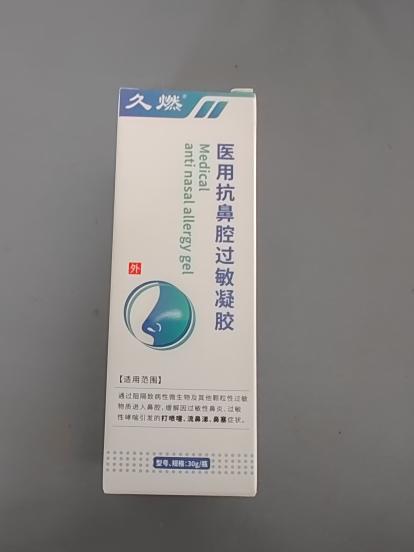 久燃®
医用抗鼻腔过敏凝胶
Medical
anti nasal allergy gel
外
【适用范围】
通过阻隔致病性微生物及其他颗粒性过敏
物质进入鼻腔，缓解因过敏性鼻炎、过敏
性哮喘引发的打喷嚏、流鼻涕、鼻塞症状。
型号、规格：30g/瓶